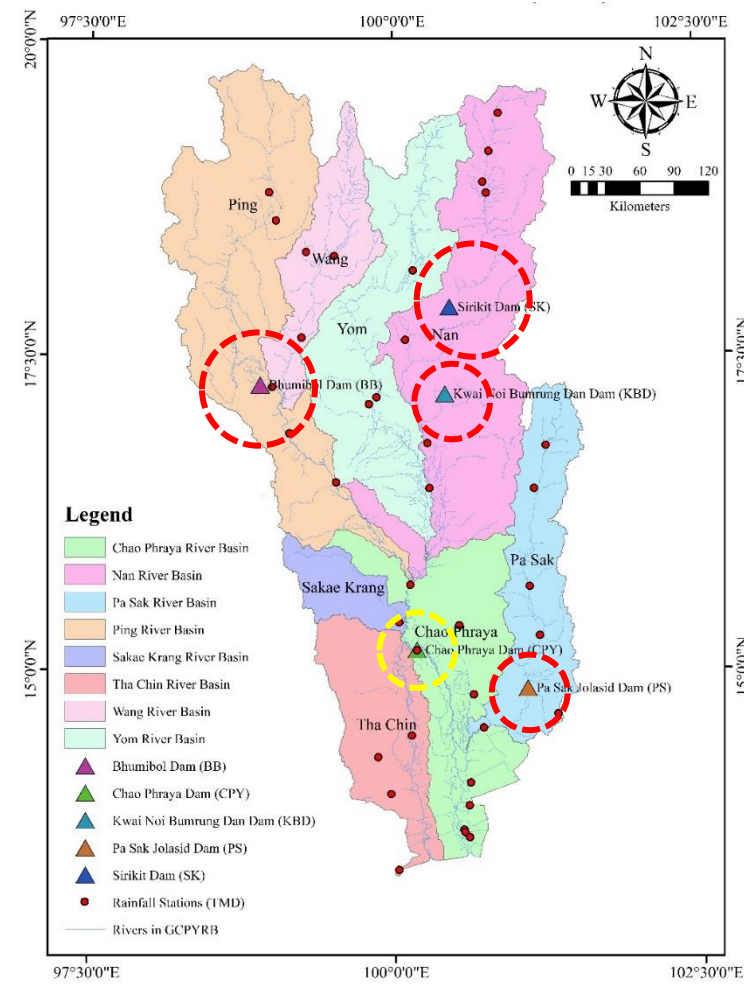 97°30'0"E
100°0'0"E
102°30'0"E
20°0'0"N
N
W
E
S
0 15 30 60 90 120
Kilometers
Ping
Wang
Sirikit Dam (SK)
Yom
Nan
17°30'0"N
17°30'0"N
Bhumibol Dam (BB)
Kwai Noi Bumrung Dan Dam (KBD)
Legend
Chao Phraya River Basin
Nan River Basin
Pa Sak River Basin
Ping River Basin
Sakae Krang River Basin
Tha Chin River Basin
Wang River Basin
Yom River Basin
Bhumibol Dam (BB)
Chao Phraya Dam (CPY)
Kwai Noi Bumrung Dan Dam (KBD)
Pa Sak Jolasid Dam (PS)
Sirikit Dam (SK)
Rainfall Stations (TMD)
Rivers in GCPYRB
Pa Sak
Sakae Krang
Chao Phraya
Chao Phraya Dam (CPY)
15°0'0"N
15°0'0"N
Pa Sak Jolasid Dam (PS)
Tha Chin
97°30'0"E
100°0'0"E
102°30'0"E